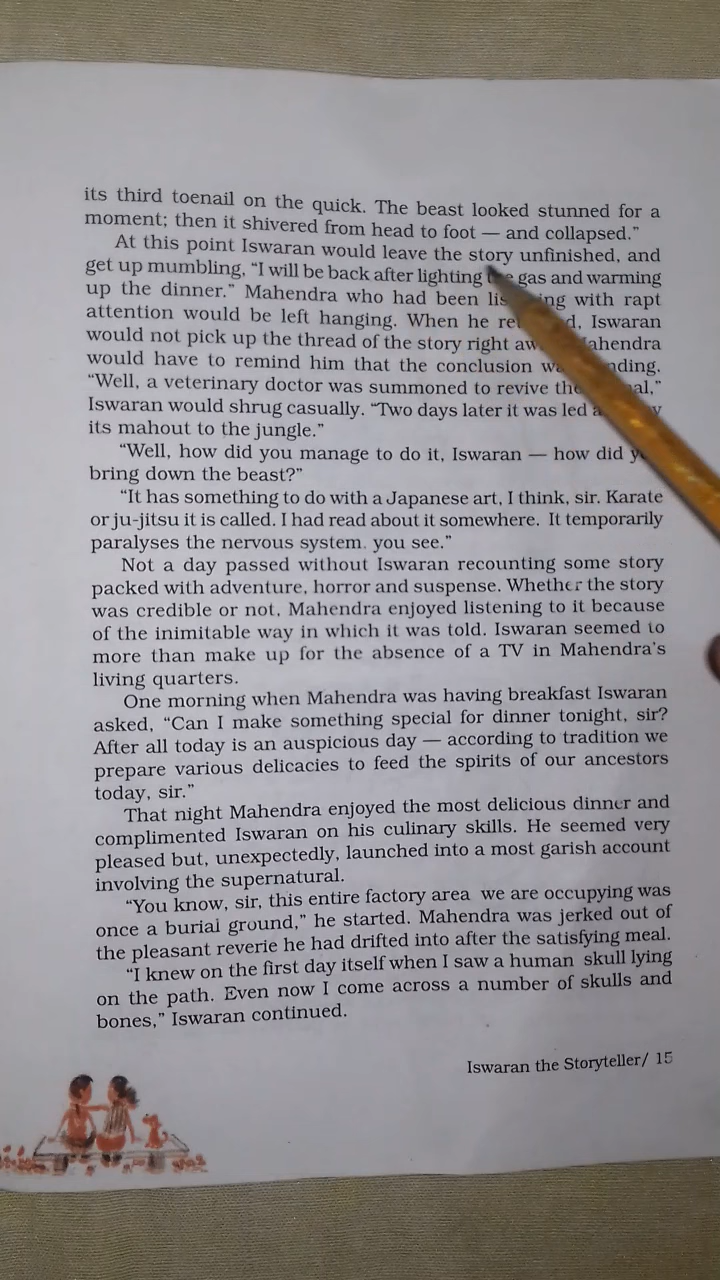 its third toenail on the quick. The beast looked stunned for a
moment; then it shivered from head to foot — and collapsed.”
At this point Iswaran would leave the story unfinished, and
get up mumbling, “I will be back after lighting gas and warming
up the dinner.” Mahendra who had been with rapt
attention would be left hanging. When he Iswaran
would not pick up the thread of the story right Mahendra
would have to remind him that the conclusion
“Well, a veterinary doctor was summoned to revive
Iswaran would shrug casually. “Two days later it was led
its mahout to the jungle.”
“Well, how did you manage to do it, Iswaran — how did
bring down the beast?”
“It has something to do with a Japanese art, I think, sir. Karate
or ju-jitsu it is called. I had read about it somewhere. It temporarily
paralyses the nervous system, you see.”
Not a day passed without Iswaran recounting some story
packed with adventure, horror and suspense. Whether the story
was credible or not, Mahendra enjoyed listening to it because
of the inimitable way in which it was told. Iswaran seemed to
more than make up for the absence of a TV in Mahendra’s
living quarters.
One morning when Mahendra was having breakfast Iswaran
asked, “Can I make something special for dinner tonight, sir?
After all today is an auspicious day — according to tradition we
prepare various delicacies to feed the spirits of our ancestors
today, sir.”
That night Mahendra enjoyed the most delicious dinner and
complimented Iswaran on his culinary skills. He seemed very
pleased but, unexpectedly, launched into a most garish account
involving the supernatural.
“You know, sir, this entire factory area we are occupying was
once a burial ground,” he started. Mahendra was jerked out of
the pleasant reverie he had drifted into after the satisfying meal.
“I knew on the first day itself when I saw a human skull lying
on the path. Even now I come across a number of skulls and
bones,” Iswaran continued.
Iswaran the Storyteller/ 15